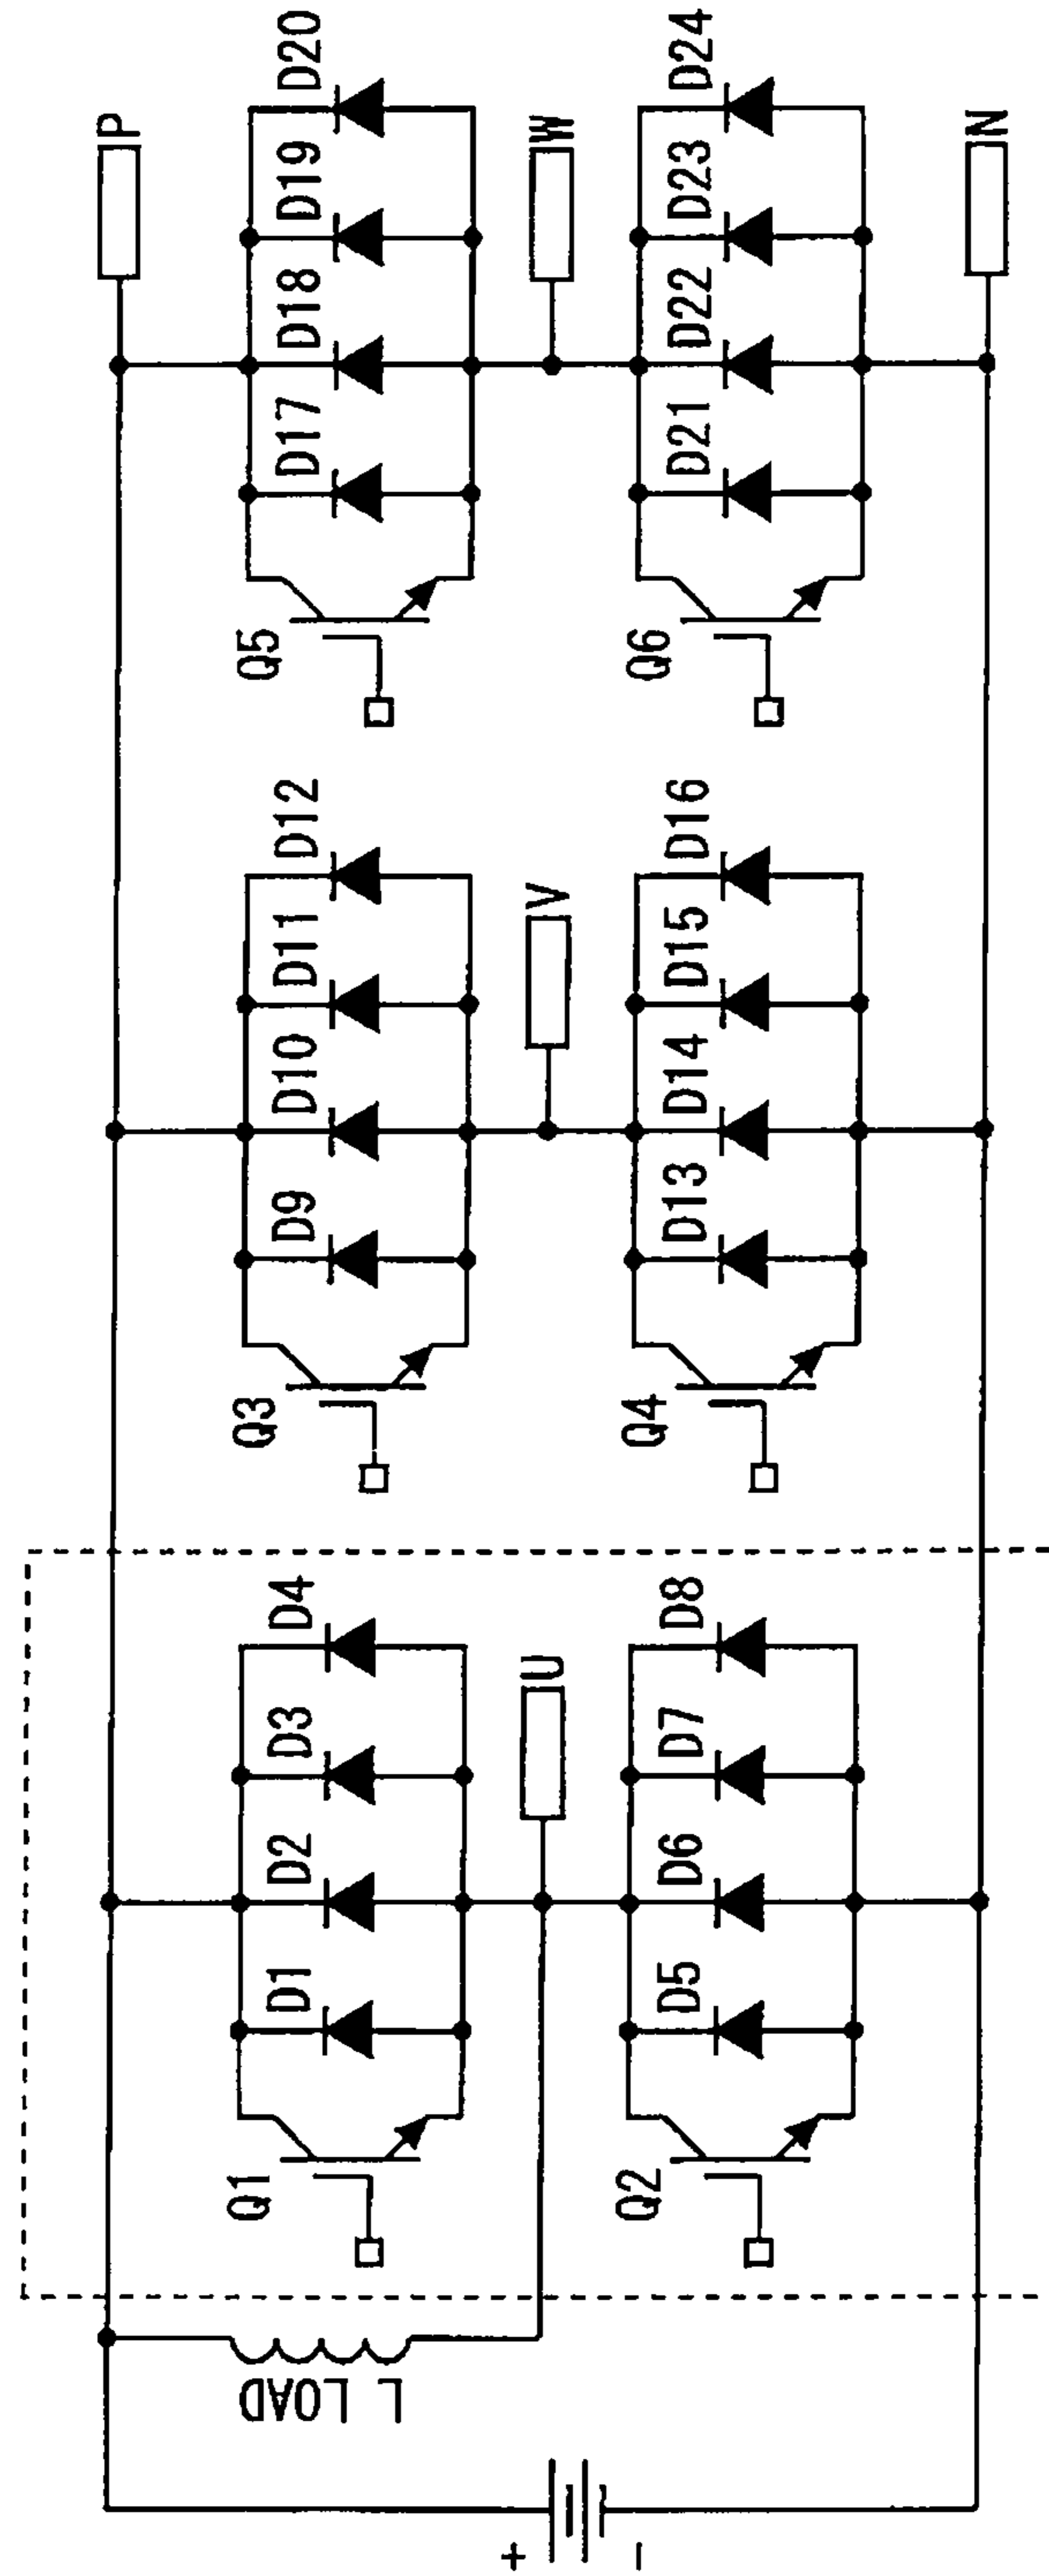 P
D17 D18 D19 D20
Q5
W
D21 D22 D23 D24
Q6
N
D9 D10 D11 D12
Q3
V
D13 D14 D15 D16
Q4
D1 D2 D3 D4
Q1
U
D5 D6 D7 D8
Q2
L LOAD
+
−